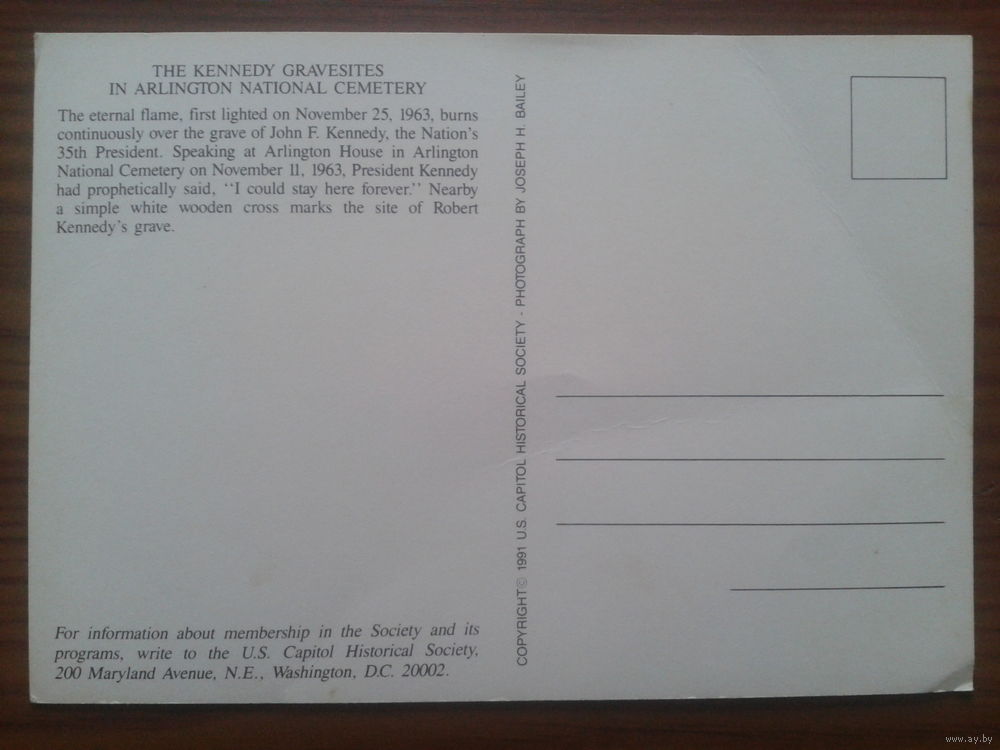 THE KENNEDY GRAVESITES
IN ARLINGTON NATIONAL CEMETERY
The eternal flame, first lighted on November 25, 1963, burns
continuously over the grave of John F. Kennedy, the Nation's
35th President. Speaking at Arlington House in Arlington
National Cemetery on November 11, 1963, President Kennedy
had prophetically said, "I could stay here forever." Nearby
a simple white wooden cross marks the site of Robert
Kennedy's grave.
For information about membership in the Society and its
programs, write to the U.S. Capitol Historical Society,
200 Maryland Avenue, N.E., Washington, D.C. 20002.
COPYRIGHT© 1991 U.S. CAPITOL HISTORICAL SOCIETY - PHOTOGRAPH BY JOSEPH H. BAILEY
www.ay.by